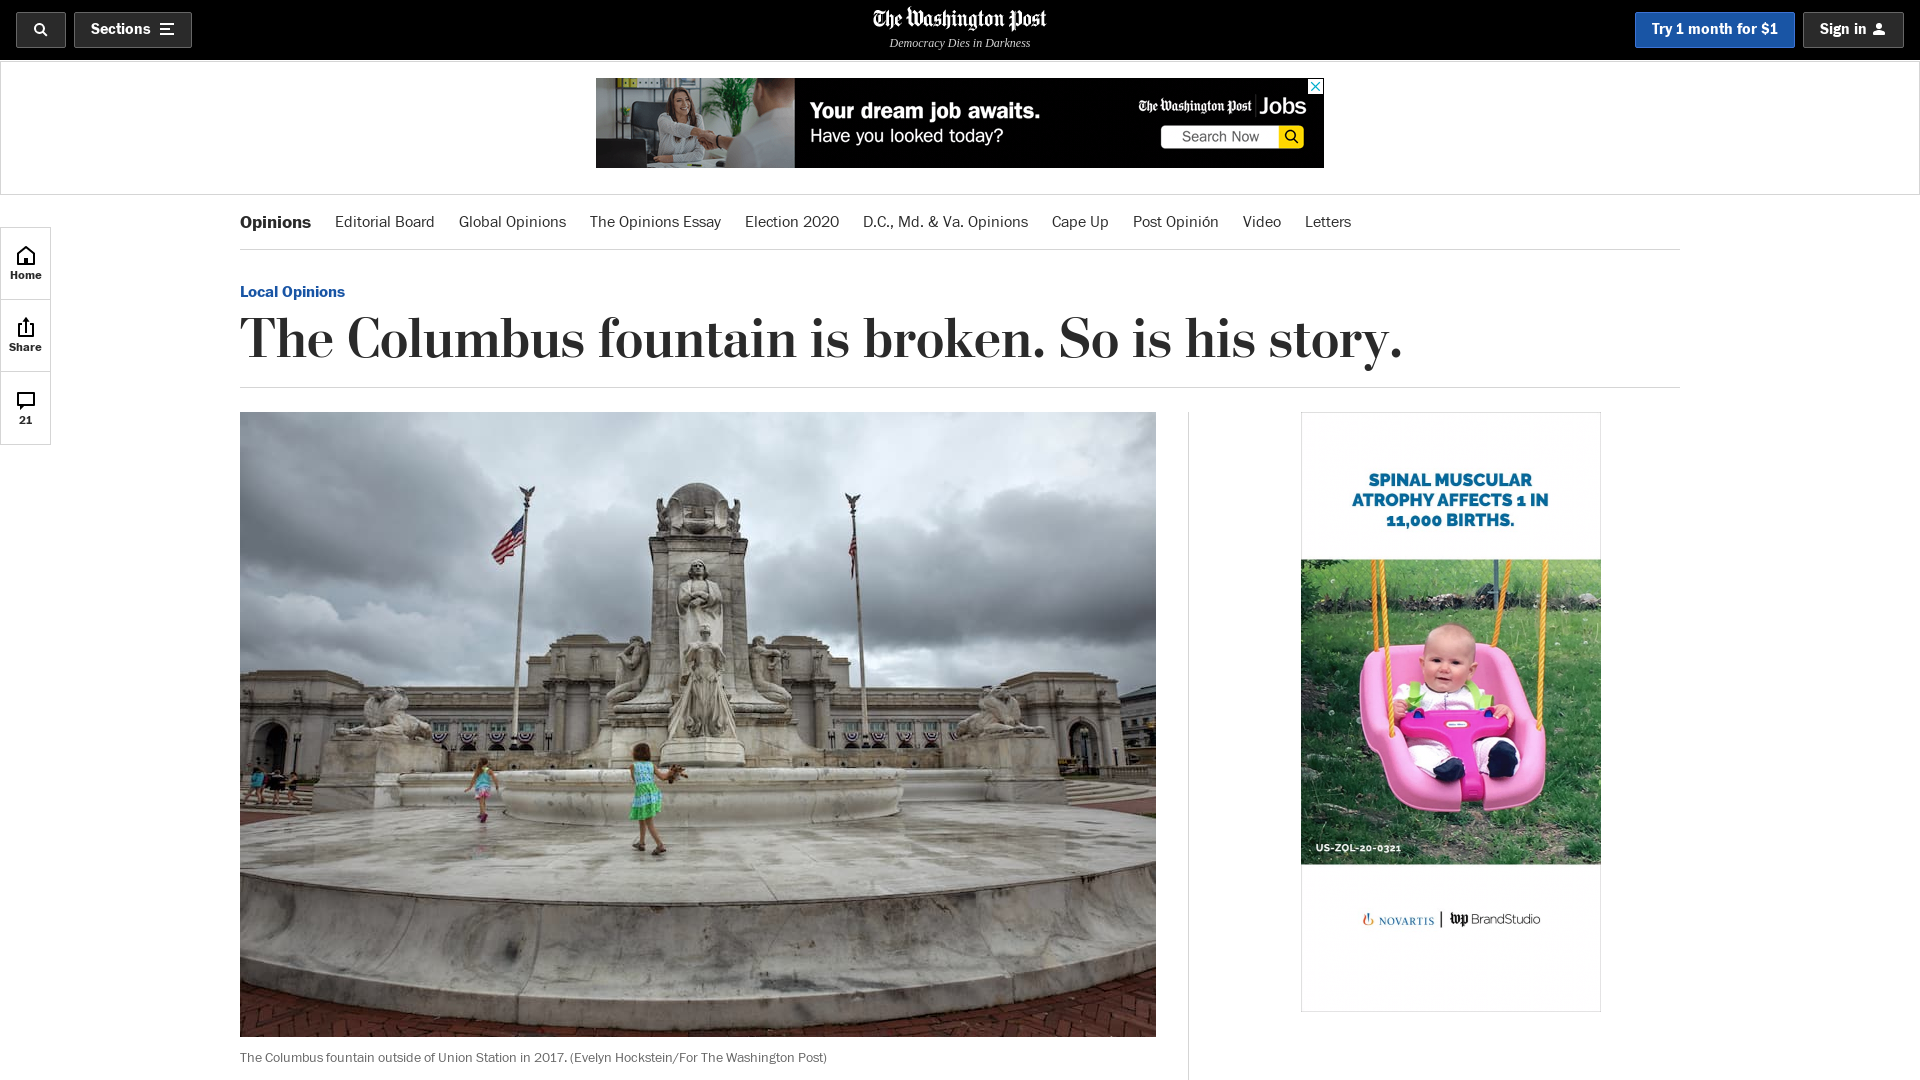 Sections
The Washington Post
Democracy Dies in Darkness
Try 1 month for $1
Sign in
Your dream job awaits.
Have you looked today?
The Washington Post Jobs
Search Now
Opinions Editorial Board Global Opinions The Opinions Essay Election 2020 D.C., Md. & Va. Opinions Cape Up Post Opinión Video Letters
Home
Share
21
Local Opinions
The Columbus fountain is broken. So is his story.
SPINAL MUSCULAR
ATROPHY AFFECTS 1 IN
11,000 BIRTHS.
US-ZOL-20-0321
NOVARTIS | wp BrandStudio
The Columbus fountain outside of Union Station in 2017. (Evelyn Hockstein/For The Washington Post)